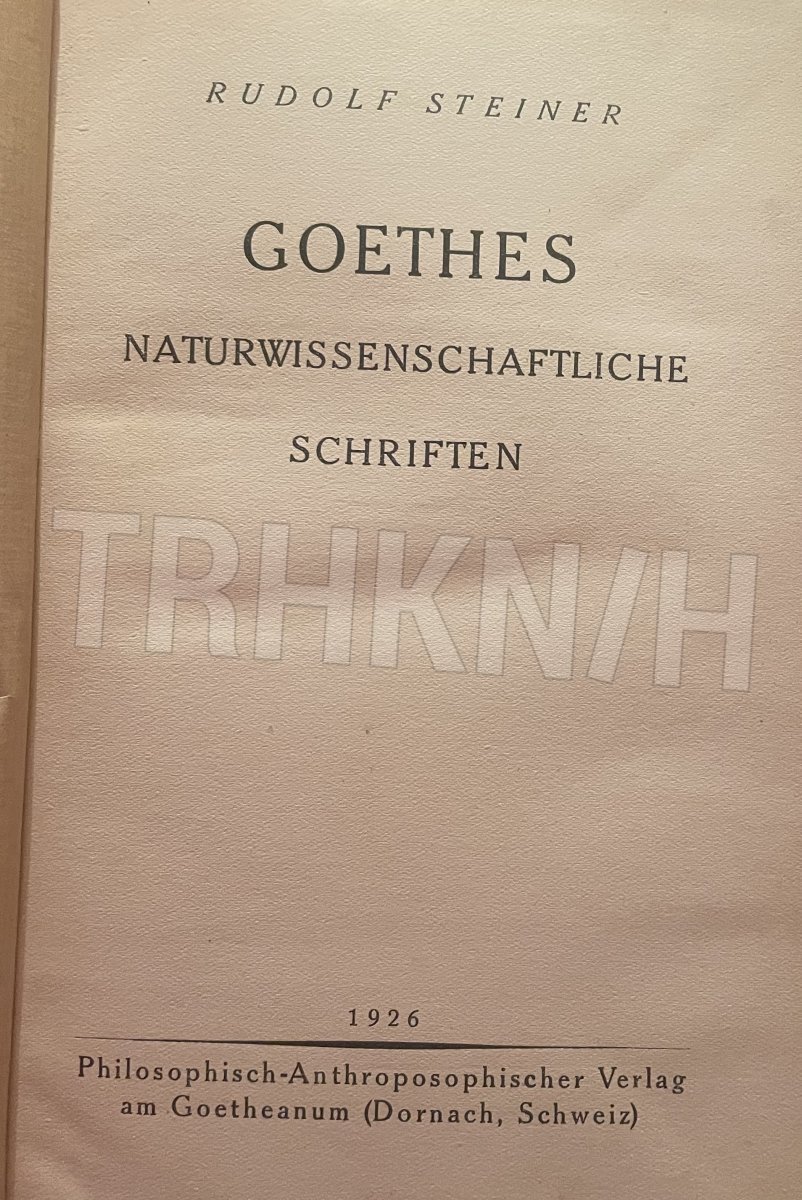 RUDOLF STEINER
GOETHES
NATURWISSENSCHAFTLICHE
SCHRIFTEN
TRHKN/H
1926
Philosophisch-Anthroposophischer Verlag
am Goetheanum (Dornach, Schweiz)